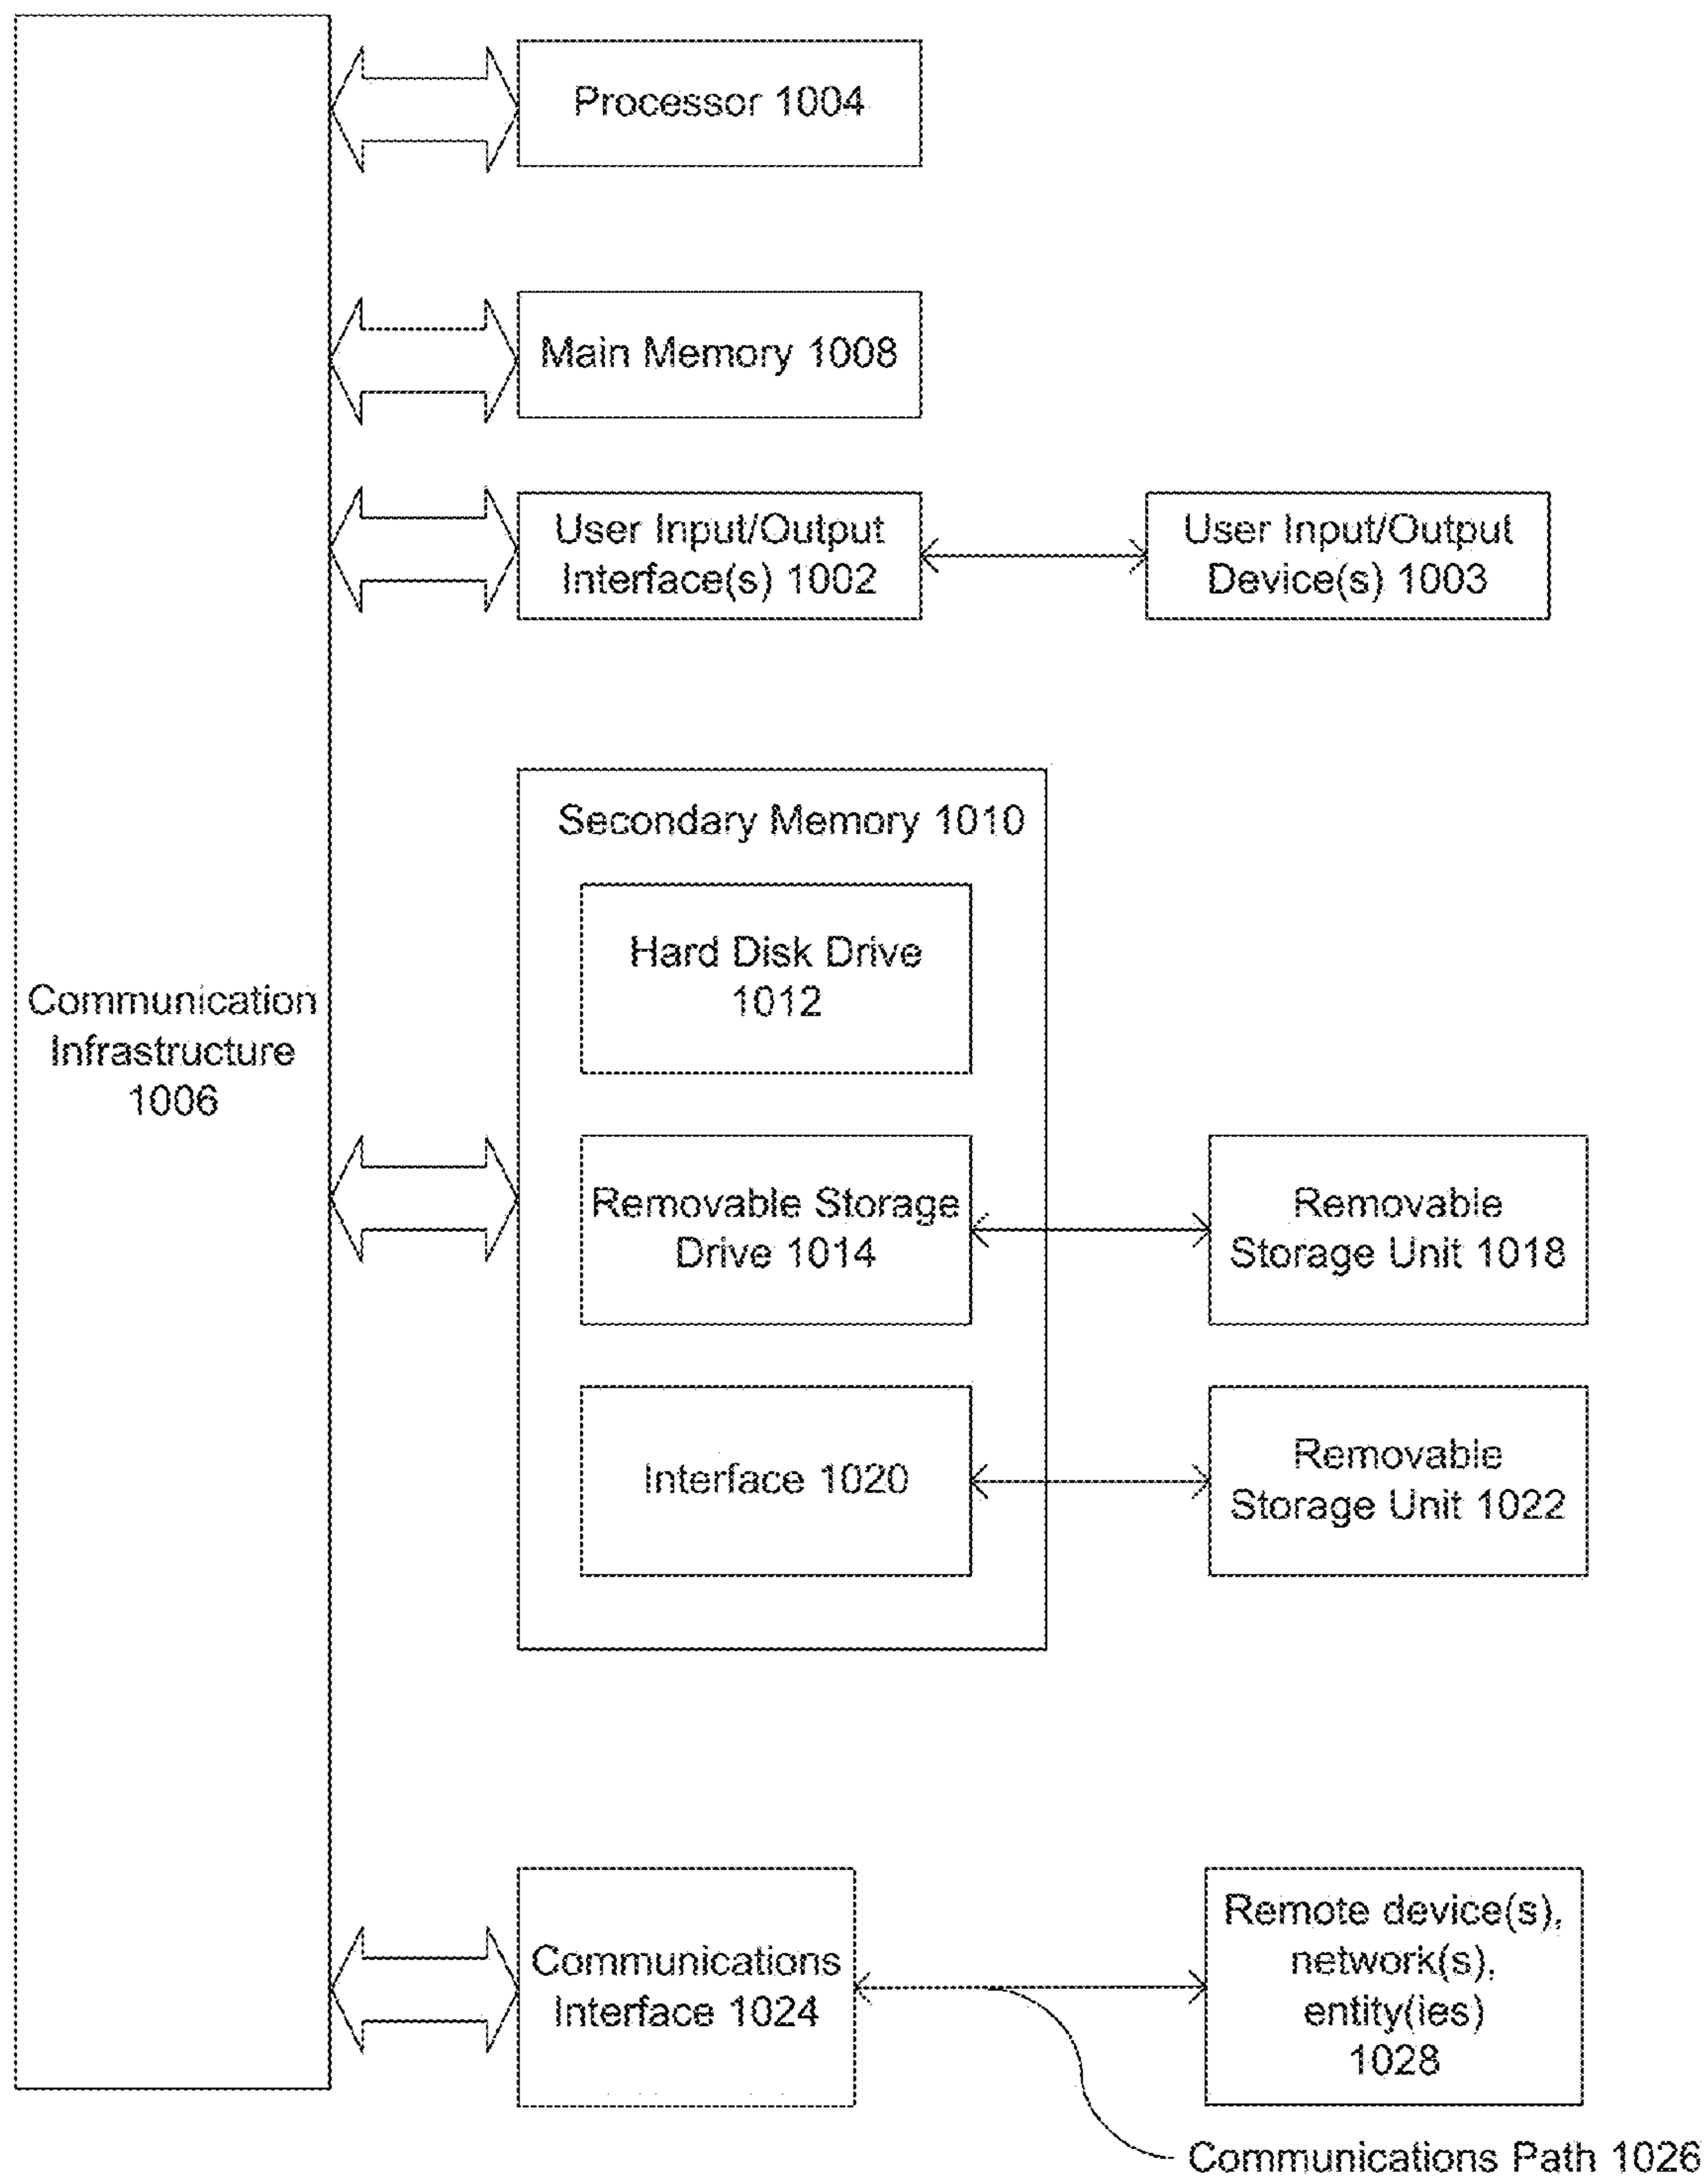 Processor 1004
Main Memory 1008
User Input/Output
Interface(s) 1002
User Input/Output
Device(s) 1003
Secondary Memory 1010
Hard Disk Drive
1012
Communication
Infrastructure
1006
Removable Storage
Drive 1014
Removable
Storage Unit 1018
Interface 1020
Removable
Storage Unit 1022
Communications
Interface 1024
Remote device(s),
network(s),
entity(ies)
1028
Communications Path 1026